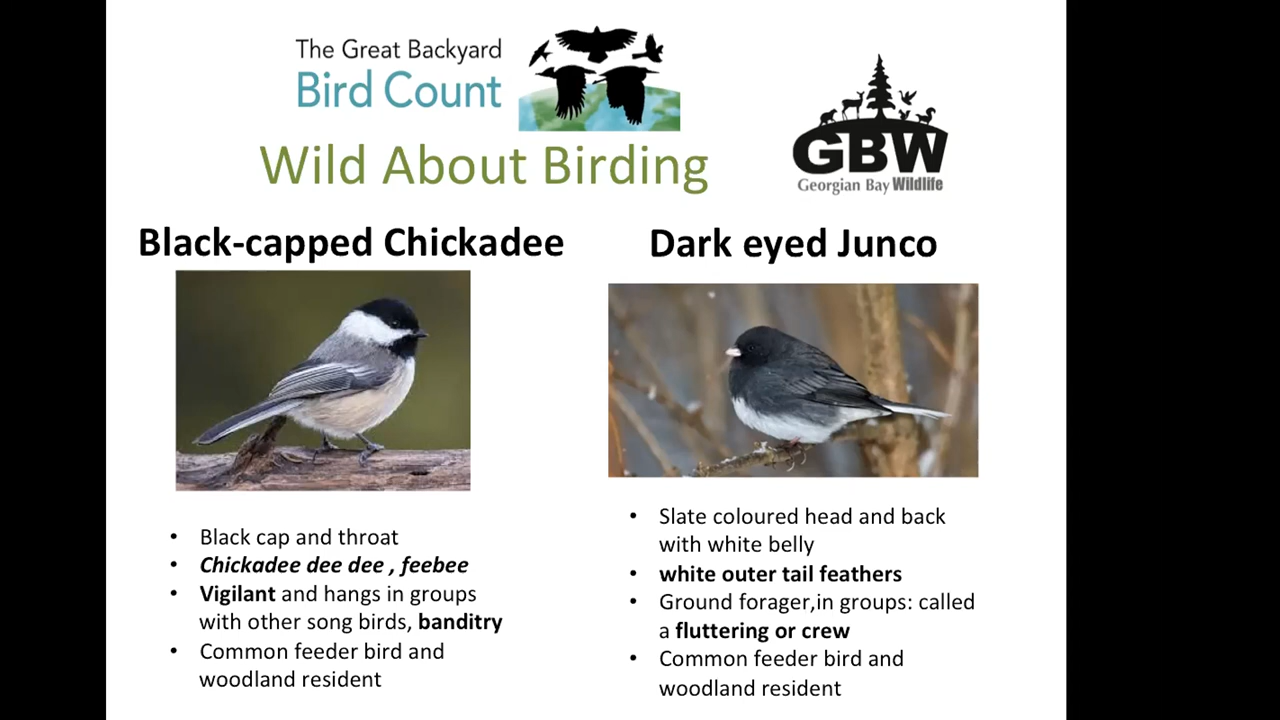 The Great Backyard
Bird Count
Wild About Birding
GBW
Georgian Bay Wildlife
Black-capped Chickadee
• Black cap and throat
• Chickadee dee dee , feebee
• Vigilant and hangs in groups
with other song birds, banditry
• Common feeder bird and
woodland resident
Dark eyed Junco
• Slate coloured head and back
with white belly
• white outer tail feathers
• Ground forager,in groups: called
a fluttering or crew
• Common feeder bird and
woodland resident